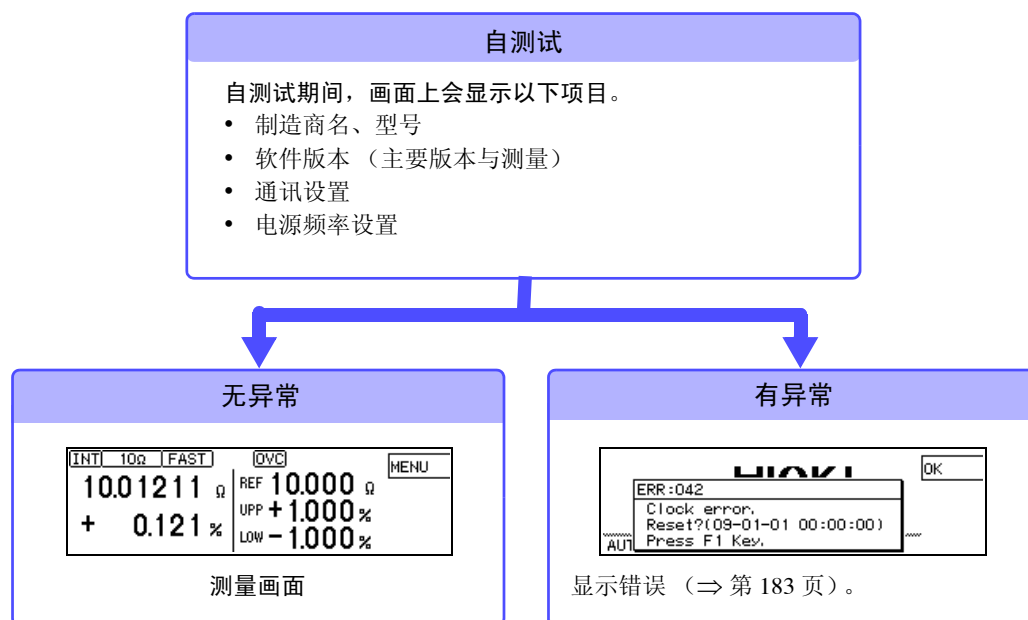 自测试
自测试期间，画面上会显示以下项目。
• 制造商名、型号
• 软件版本 （主要版本与测量）
• 通讯设置
• 电源频率设置
无异常
INT 10Ω FAST OVC MENU
10.01211 Ω
+ 0.121 %
REF 10.000 Ω
UPP + 1.000 %
LOW - 1.000 %
测量画面
有异常
OK
ERR:042
Clock error.
Reset?(09-01-01 00:00:00)
Press F1 Key.
AUT
显示错误 （⇒ 第 183 页）。